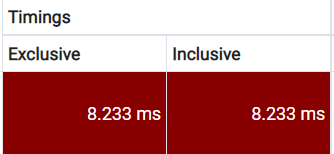 Timings
Exclusive Inclusive
8.233 ms 8.233 ms